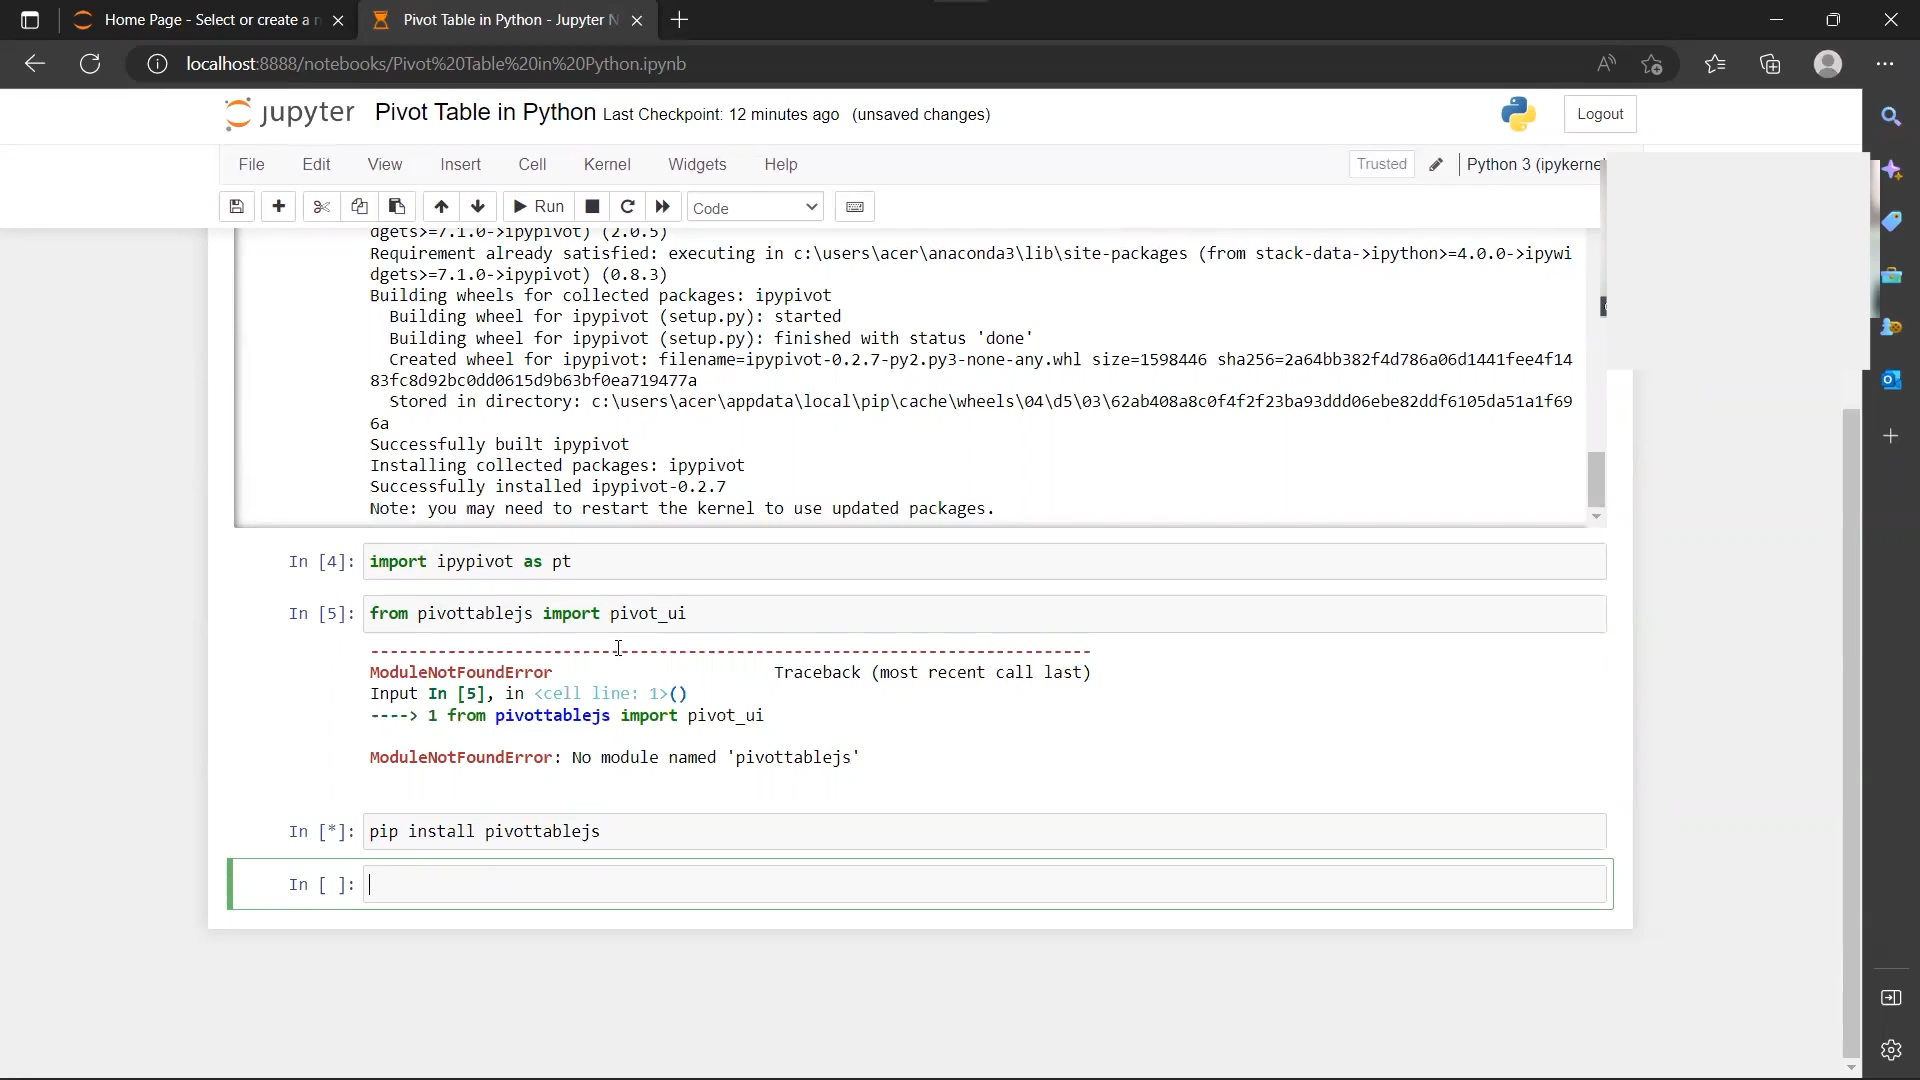 Home Page - Select or create a n
Pivot Table in Python - Jupyter N
localhost:8888/notebooks/Pivot%20Table%20in%20Python.ipynb
jupyter Pivot Table in Python Last Checkpoint: 12 minutes ago (unsaved changes)
Logout
File Edit View Insert Cell Kernel Widgets Help
Trusted
Python 3 (ipykernel
Run
Code
dgets>=7.1.0->ipypivot) (2.0.5)
Requirement already satisfied: executing in c:\users\acer\anaconda3\lib\site-packages (from stack-data->ipython>=4.0.0->ipywi
dgets>=7.1.0->ipypivot) (0.8.3)
Building wheels for collected packages: ipypivot
Building wheel for ipypivot (setup.py): started
Building wheel for ipypivot (setup.py): finished with status 'done'
Created wheel for ipypivot: filename=ipypivot-0.2.7-py2.py3-none-any.whl size=1598446 sha256=2a64bb382f4d786a06d1441fee4f14
83fc8d92bc0dd0615d9b63bf0ea719477a
Stored in directory: c:\users\acer\appdata\local\pip\cache\wheels\04\d5\03\62ab408a8c0f4f2f23ba93ddd06ebe82ddf6105da51a1f69
6a
Successfully built ipypivot
Installing collected packages: ipypivot
Successfully installed ipypivot-0.2.7
Note: you may need to restart the kernel to use updated packages.
In [4]: import ipypivot as pt
In [5]: from pivottablejs import pivot_ui
---------------------------------------------------------------------------
ModuleNotFoundError Traceback (most recent call last)
Input In [5], in <cell line: 1>()
----> 1 from pivottablejs import pivot_ui
ModuleNotFoundError: No module named 'pivottablejs'
In [*]: pip install pivottablejs
In [ ]: